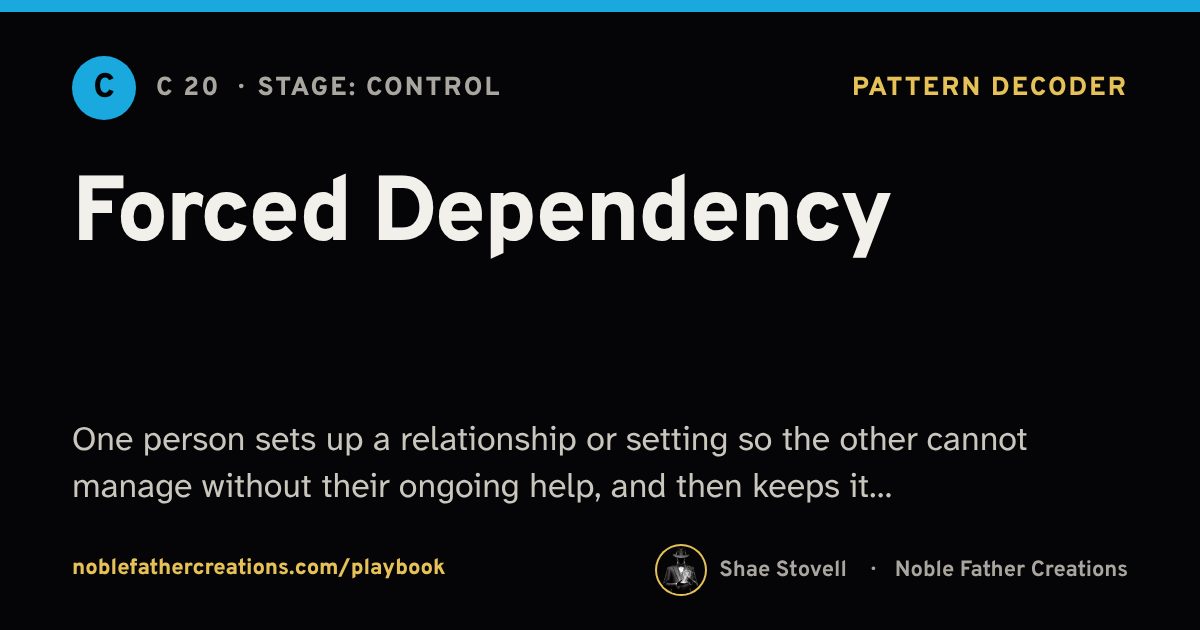 C C 20 · STAGE: CONTROL PATTERN DECODER
Forced Dependency
One person sets up a relationship or setting so the other cannot
manage without their ongoing help, and then keeps it...
noblefathercreations.com/playbook Shae Stovell · Noble Father Creations